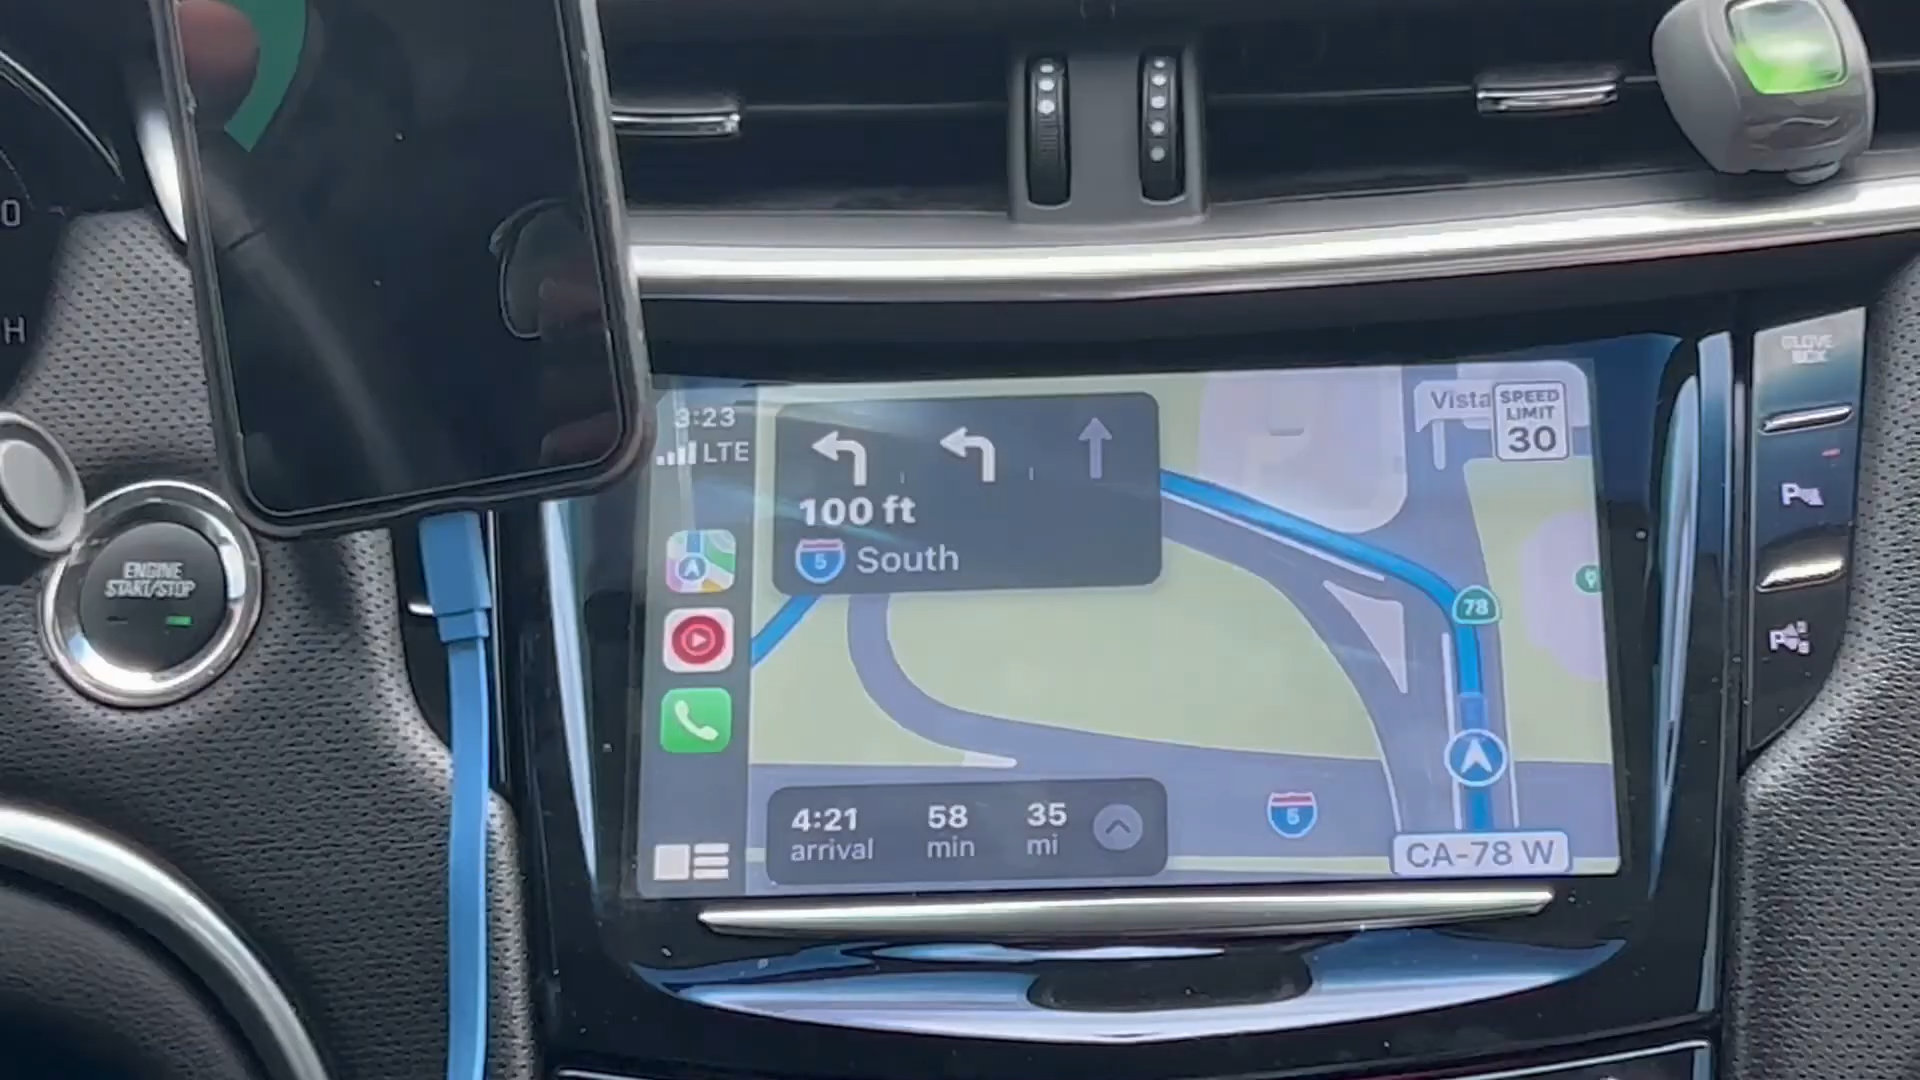 0
H
ENGINE
START/STOP
3:23
LTE
100 ft
5 South
Vista
SPEED
LIMIT
30
78
5
4:21 58 35
arrival min mi
CA-78 W
GLOVE
BOX